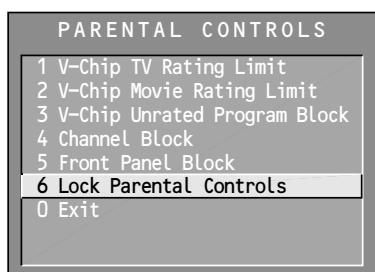 PARENTAL CONTROLS
1 V-Chip TV Rating Limit
2 V-Chip Movie Rating Limit
3 V-Chip Unrated Program Block
4 Channel Block
5 Front Panel Block
6 Lock Parental Controls
0 Exit